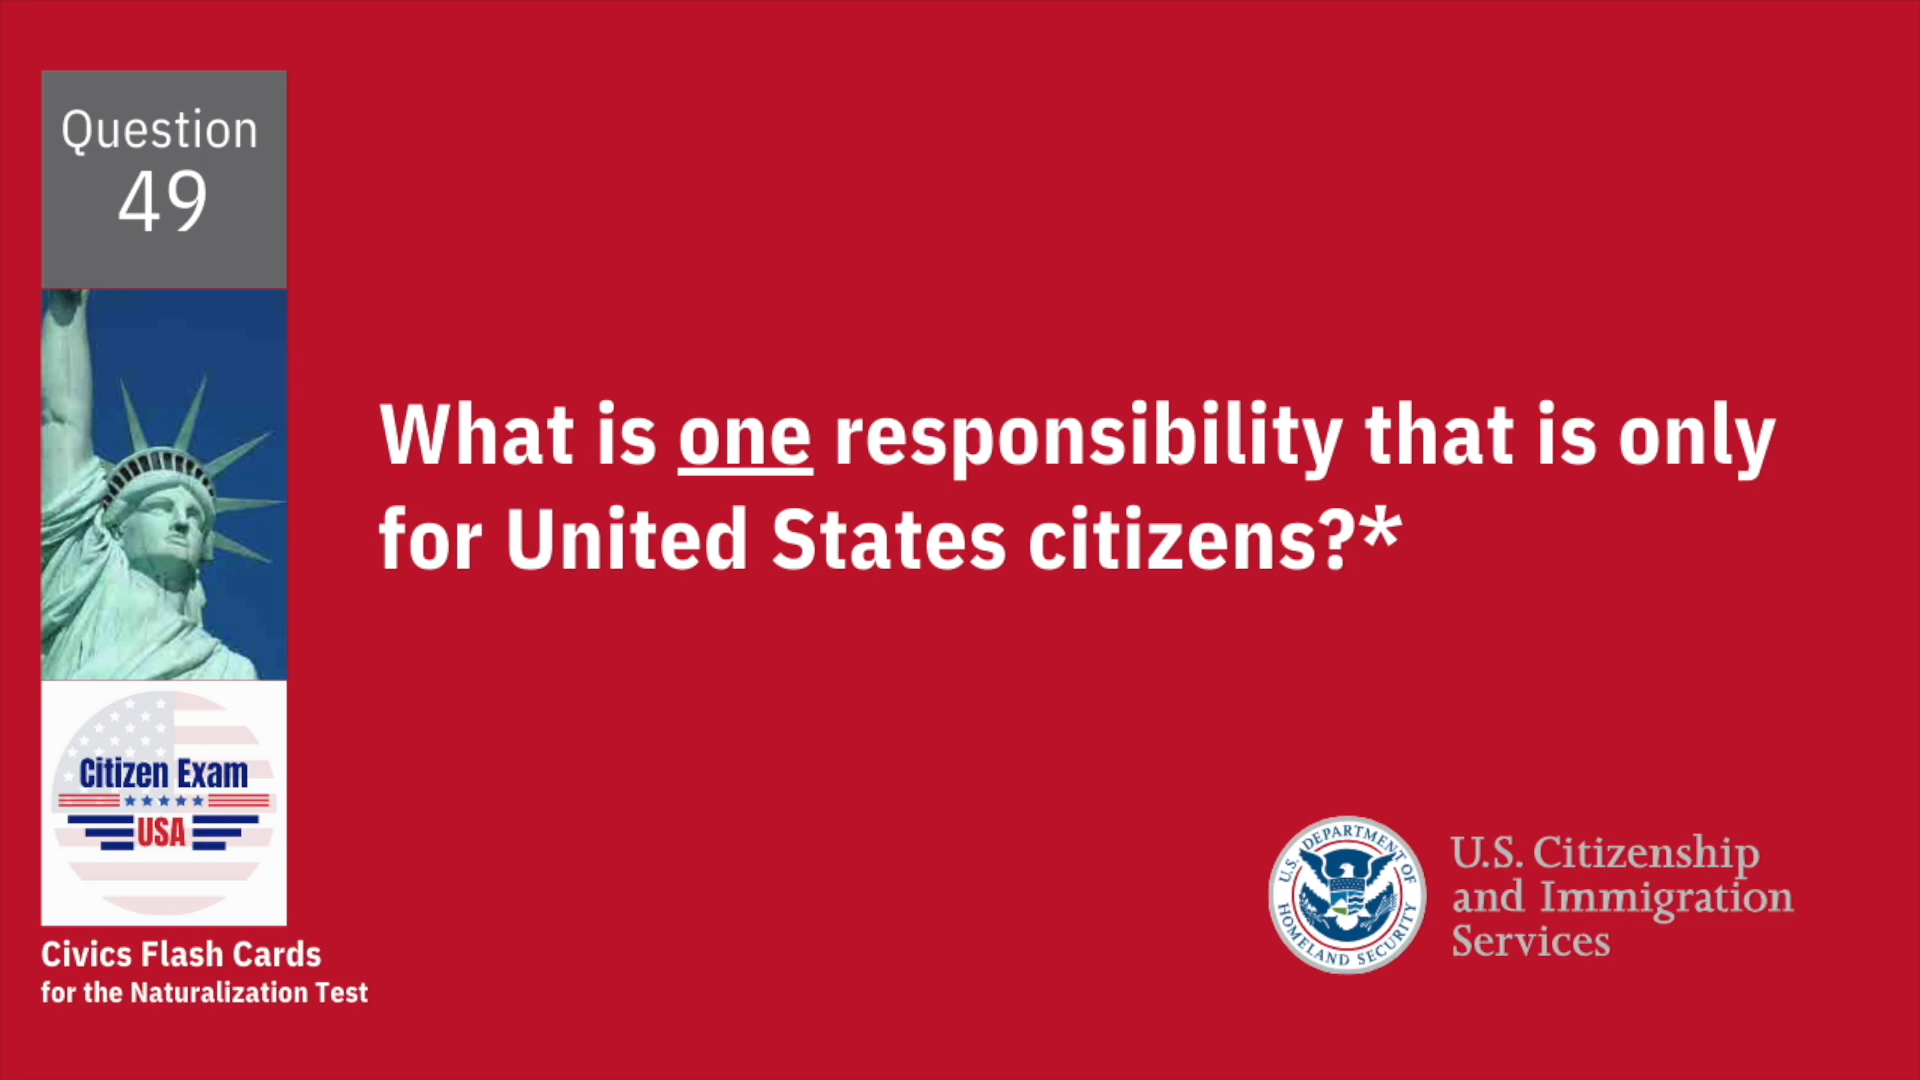 Question
49
What is one responsibility that is only
for United States citizens?*
Citizen Exam
USA
Civics Flash Cards
for the Naturalization Test
U.S. DEPARTMENT OF
HOMELAND SECURITY
U.S. Citizenship
and Immigration
Services